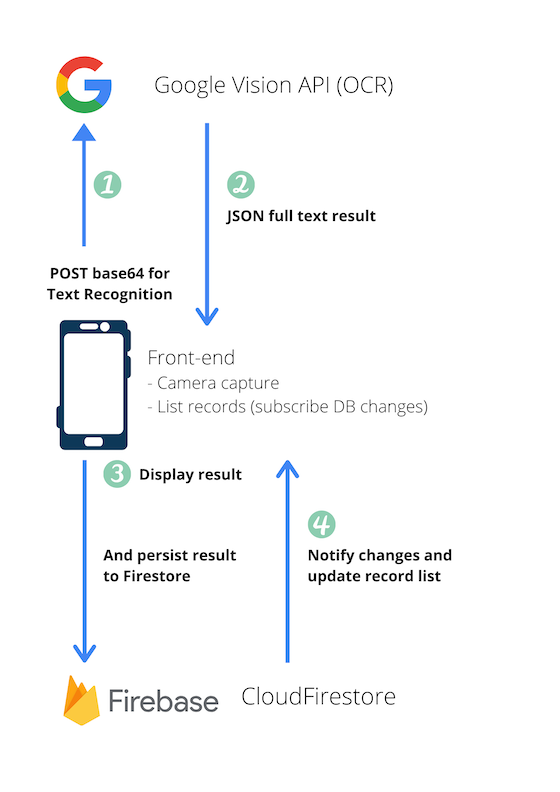 Google Vision API (OCR)
1
2
JSON full text result
POST base64 for
Text Recognition
Front-end
- Camera capture
- List records (subscribe DB changes)
3 Display result
4
And persist result
to Firestore
Notify changes and
update record list
Firebase CloudFirestore